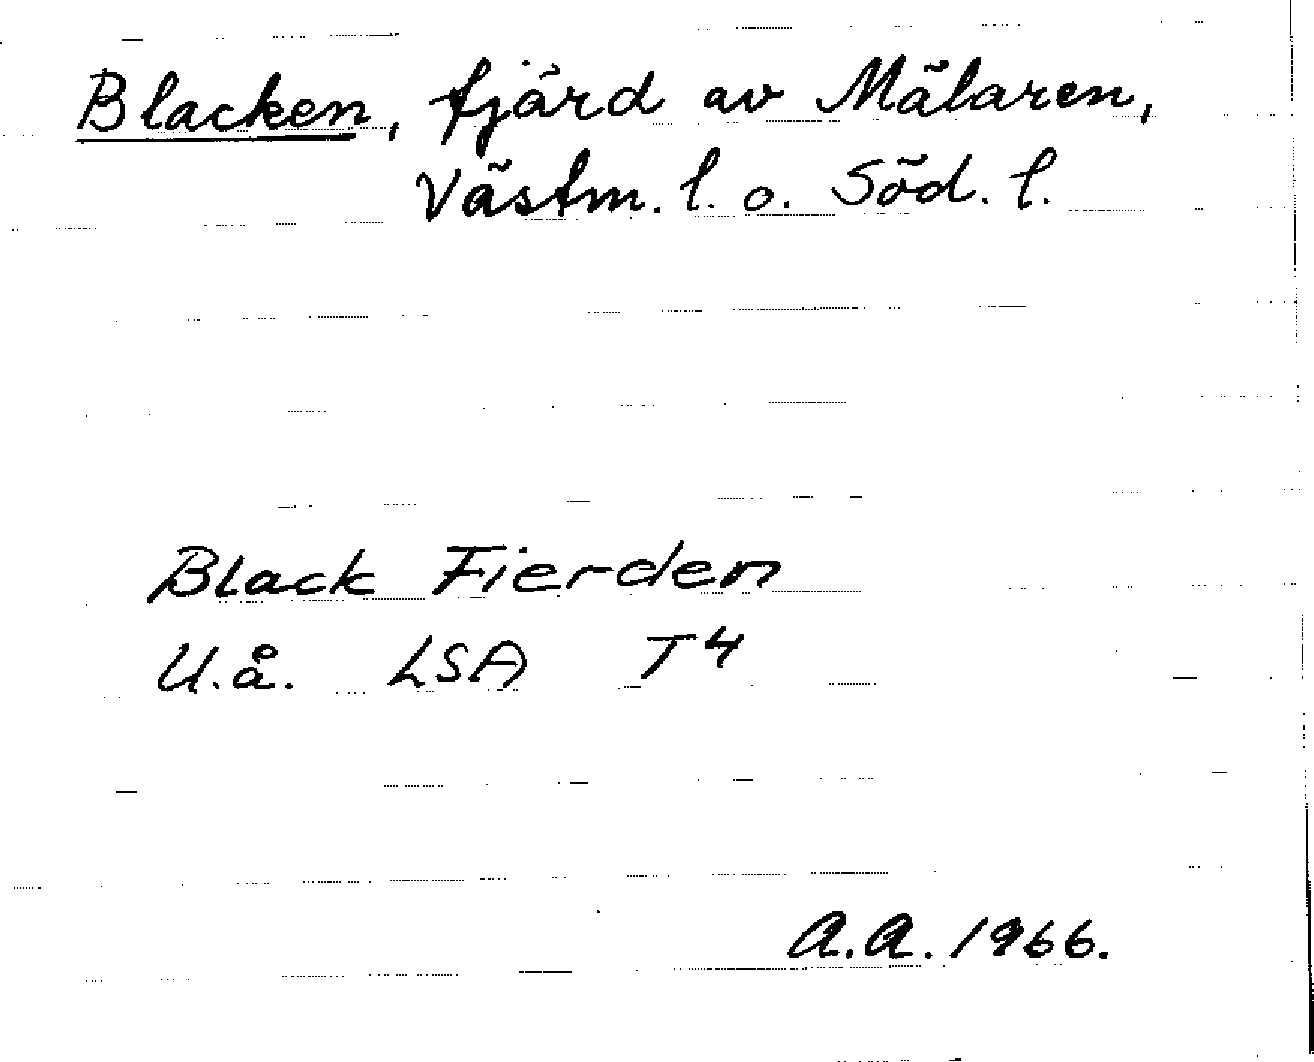 Blacken, fjärd av Mälaren,
Västm. l. o. Söd. l.
Black Fierden
U.å. LSA T4
A.A. 1966.